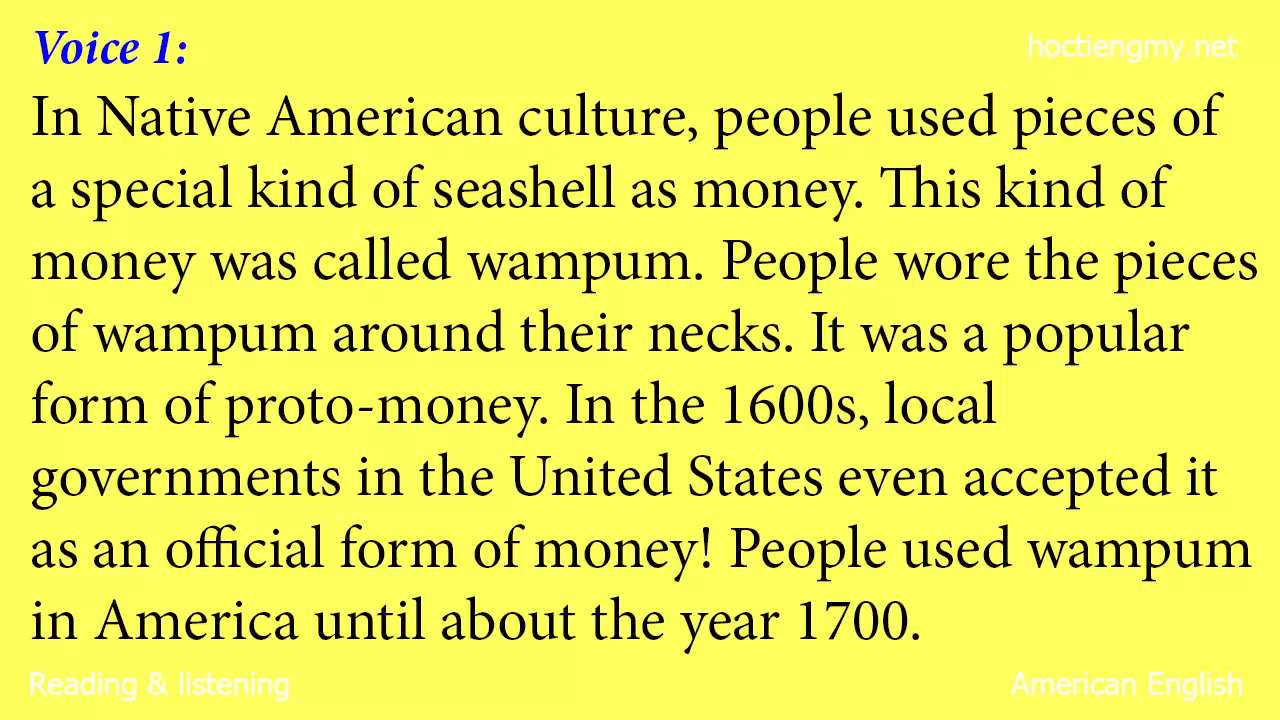 Voice 1:
hoctiengmy.net
In Native American culture, people used pieces of
a special kind of seashell as money. This kind of
money was called wampum. People wore the pieces
of wampum around their necks. It was a popular
form of proto-money. In the 1600s, local
governments in the United States even accepted it
as an official form of money! People used wampum
in America until about the year 1700.
Reading & listening
American English